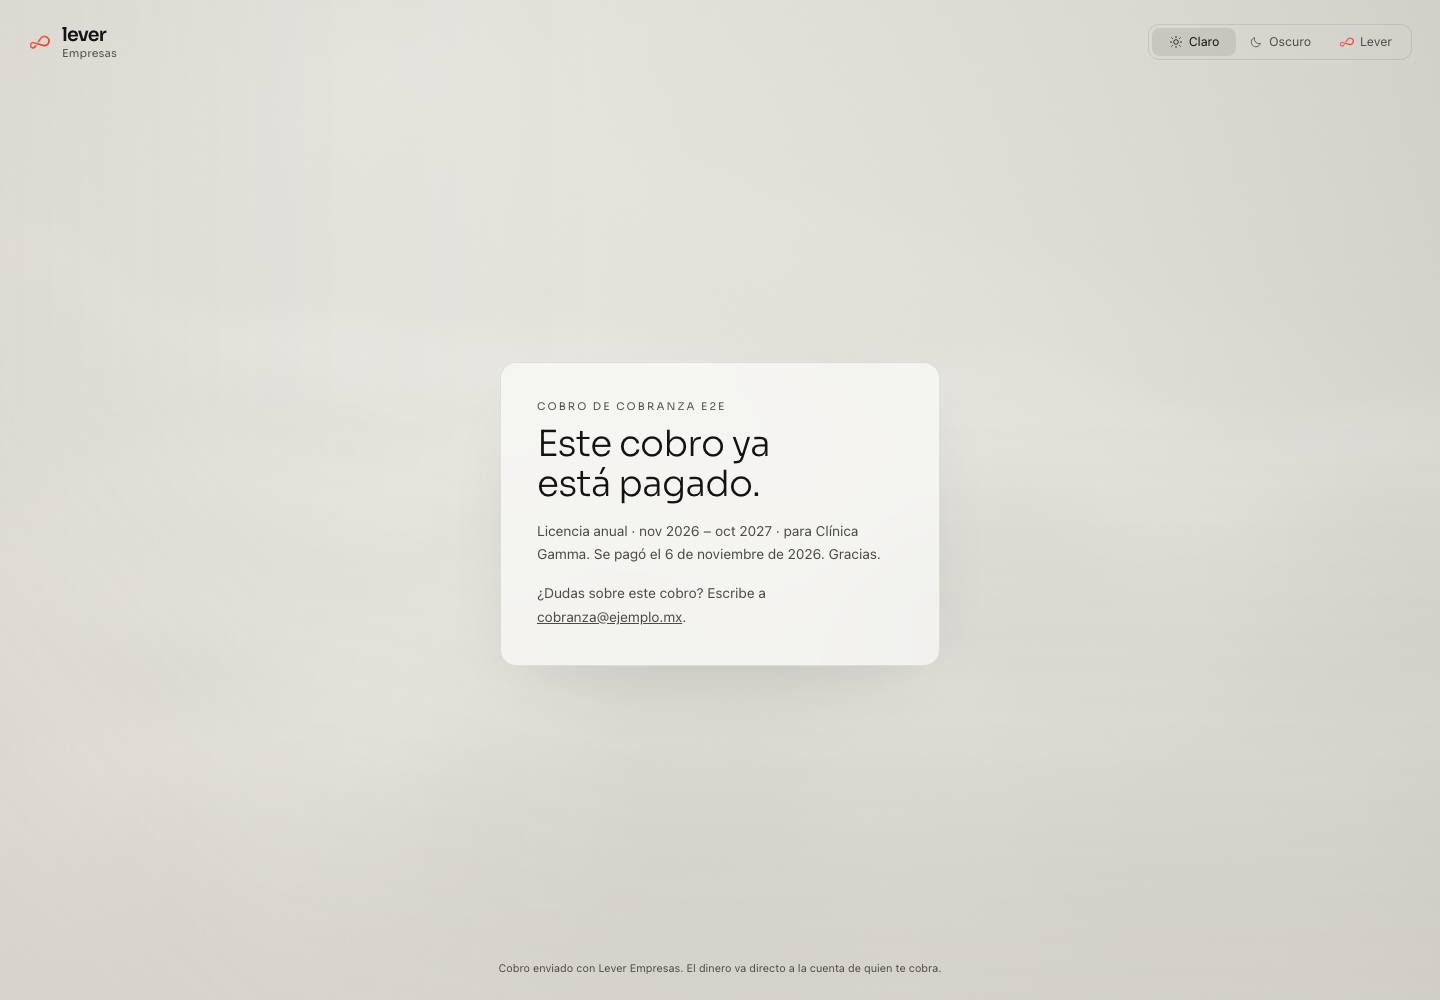 lever
Empresas
Claro
Oscuro
Lever
COBRO DE COBRANZA E2E
Este cobro ya
está pagado.
Licencia anual · nov 2026 – oct 2027 · para Clínica
Gamma. Se pagó el 6 de noviembre de 2026. Gracias.
¿Dudas sobre este cobro? Escribe a
cobranza@ejemplo.mx.
Cobro enviado con Lever Empresas. El dinero va directo a la cuenta de quien te cobra.